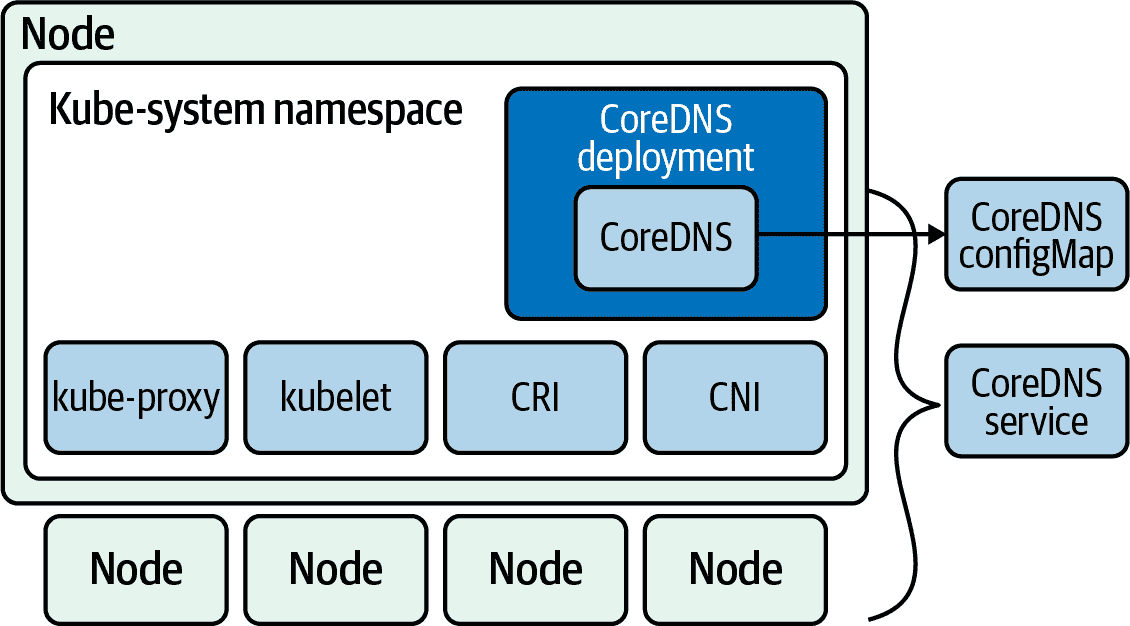 Node
Kube-system namespace
CoreDNS
deployment
CoreDNS
CoreDNS
configMap
kube-proxy
kubelet
CRI
CNI
CoreDNS
service
Node
Node
Node
Node